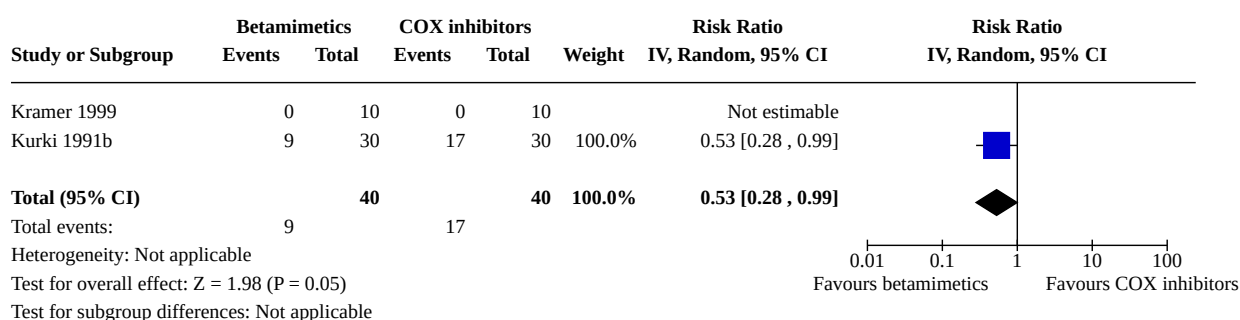 Betamimetics COX inhibitors Risk Ratio Risk Ratio
Study or Subgroup Events Total Events Total Weight IV, Random, 95% CI IV, Random, 95% CI
Kramer 1999 0 10 0 10 Not estimable
Kurki 1991b 9 30 17 30 100.0% 0.53 [0.28 , 0.99]
Total (95% CI) 40 40 100.0% 0.53 [0.28 , 0.99]
Total events: 9 17
Heterogeneity: Not applicable
0.01 0.1 1 10 100
Test for overall effect: Z = 1.98 (P = 0.05) Favours betamimetics Favours COX inhibitors
Test for subgroup differences: Not applicable